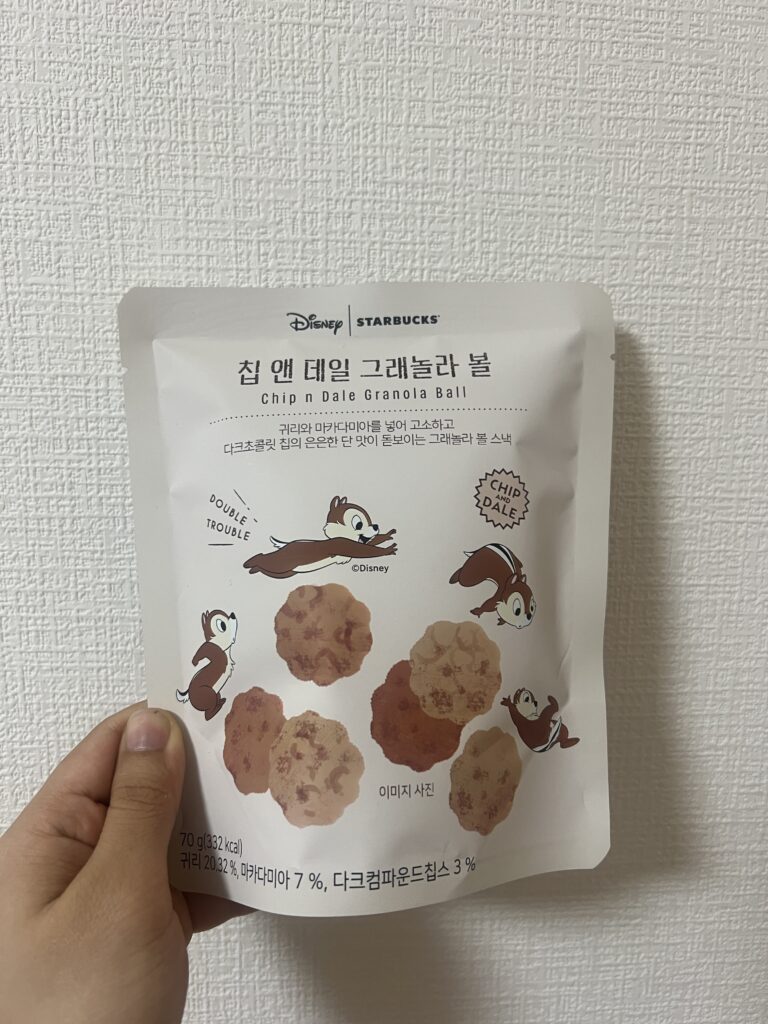 Disney | STARBUCKS
칩 앤 데일 그래놀라 볼
Chip n Dale Granola Ball
귀리와 마카다미아를 넣어 고소하고
다크초콜릿 칩의 은은한 단 맛이 돋보이는 그래놀라 볼 스낵
DOUBLE
TROUBLE
CHIP
AND
DALE
©Disney
이미지 사진
70 g(332 kcal)
귀리 20.32 %, 마카다미아 7 %, 다크컴파운드칩스 3 %